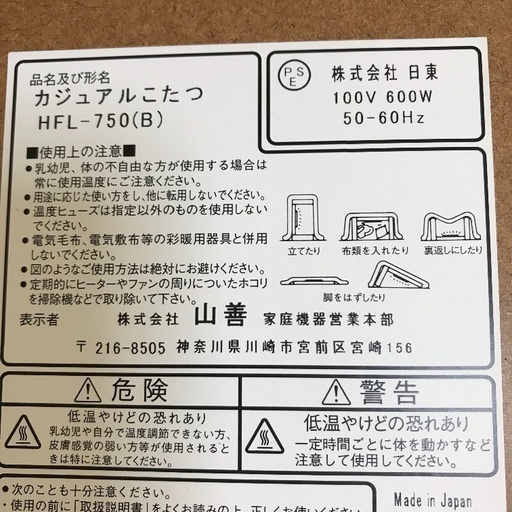 品名及び形名
カジュアルこたつ
HFL-750(B)
PSE
株式会社 日東
100V 600W
50-60Hz
■使用上の注意■
●乳幼児、体の不自由な方が使用する場合は
常に使用温度にご注意ください。
●用途に応じた使い方をし、他に転用しないでください。
●温度ヒューズは指定以外のものを使用しない
でください。
●電気毛布、電気敷布等の彩暖用器具と併用
しないでください。
●図のようなご使用方法は絶対にお避けください。
●定期的にヒーターやファンの周りについたホコリ
を掃除機などで取り除いて下さい。
立てたり
布類を入れたり
裏返しにしたり
脚をはずしたり
表示者 株式会社 山善 家庭機器営業本部
〒216-8505 神奈川県川崎市宮前区宮崎156
危険
低温やけどの恐れあり
乳幼児や自分で温度調節できない方、
皮膚感覚の弱い方等が使用されると
きは特に注意してください。
警告
低温やけどの恐れあり
一定時間ごとに体を動かすなど
注意して使用してください。
●次のことも十分注意ください
・使用の前に「取扱説明書」をよくお読みの上、正しくお使いください
Made in Japan